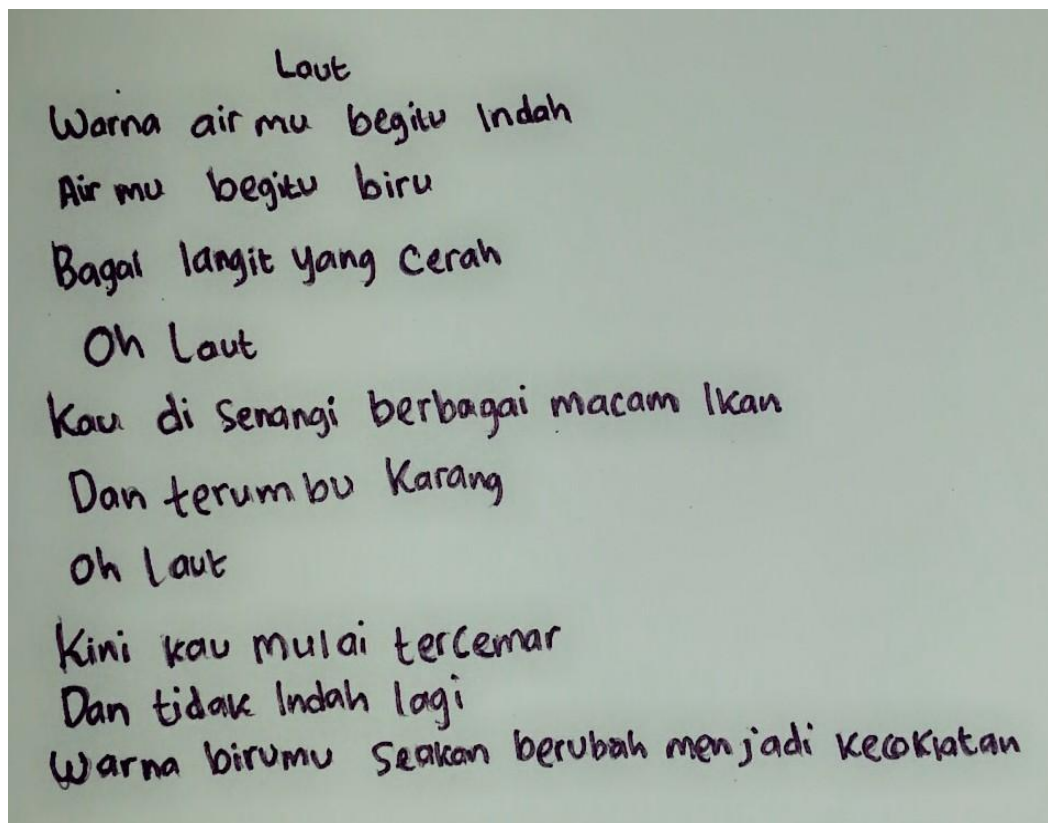 Laut
Warna air mu begitu Indah
Air mu begitu biru
Bagai langit yang Cerah
Oh Laut
Kau di Senangi berbagai macam Ikan
Dan terumbu Karang
Oh Laut
Kini kau mulai tercemar
Dan tidak Indah lagi
Warna birumu Seakan berubah menjadi Kecokiatan